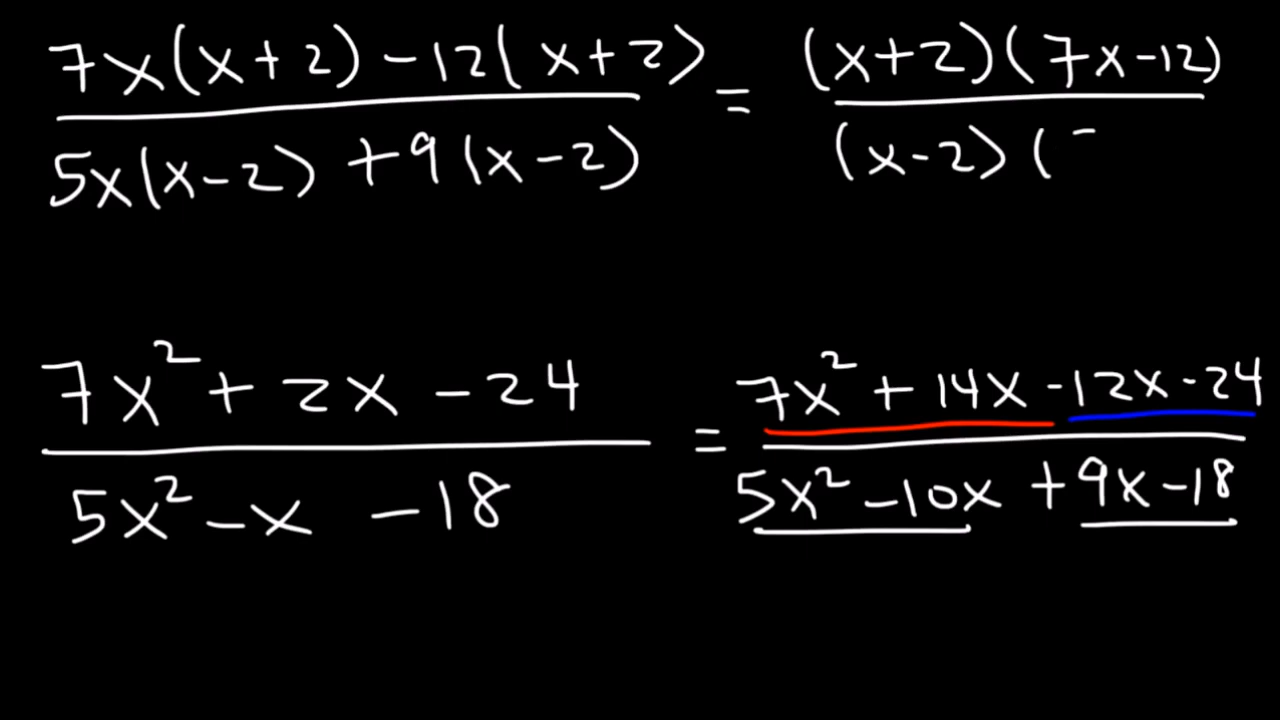 7x(x+2) -12(x+2) / 5x(x-2) +9(x-2) = (x+2)(7x-12) / (x-2)(
7x² + 2x - 24 / 5x² - x - 18 = 7x² + 14x -12x -24 / 5x² -10x +9x -18